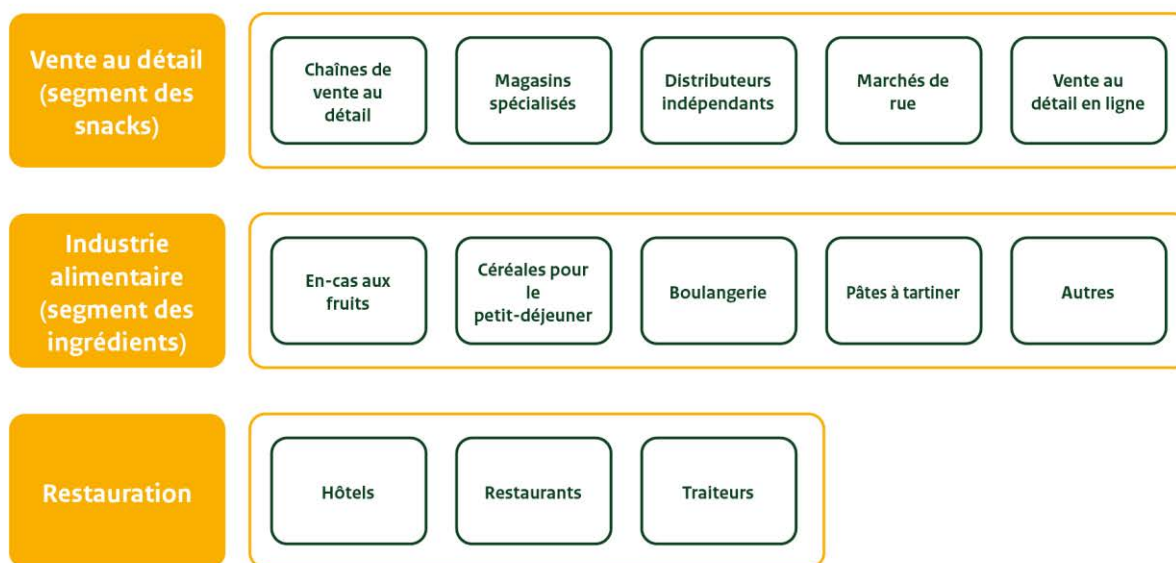 Vente au détail
(segment des
snacks)
Chaînes de
vente au
détail
Magasins
spécialisés
Distributeurs
indépendants
Marchés de
rue
Vente au
détail en ligne
Industrie
alimentaire
(segment des
ingrédients)
En-cas aux
fruits
Céréales pour
le
petit-déjeuner
Boulangerie
Pâtes à tartiner
Autres
Restauration
Hôtels
Restaurants
Traiteurs